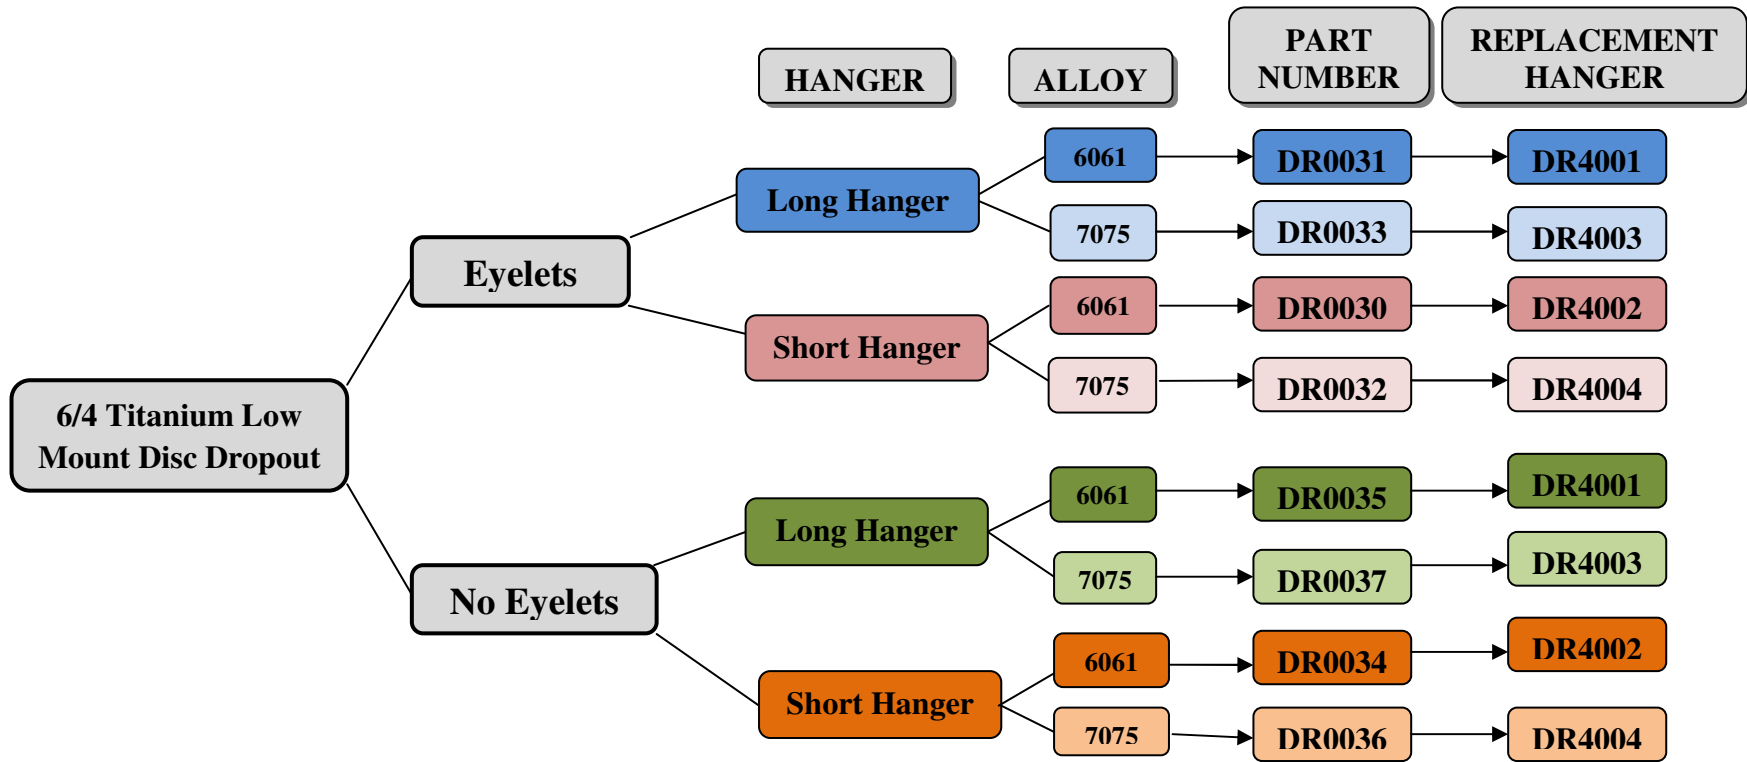 HANGER
ALLOY
PART
NUMBER
REPLACEMENT
HANGER
6/4 Titanium Low
Mount Disc Dropout
Eyelets
Long Hanger
6061
DR0031
DR4001
7075
DR0033
DR4003
Short Hanger
6061
DR0030
DR4002
7075
DR0032
DR4004
No Eyelets
Long Hanger
6061
DR0035
DR4001
7075
DR0037
DR4003
Short Hanger
6061
DR0034
DR4002
7075
DR0036
DR4004